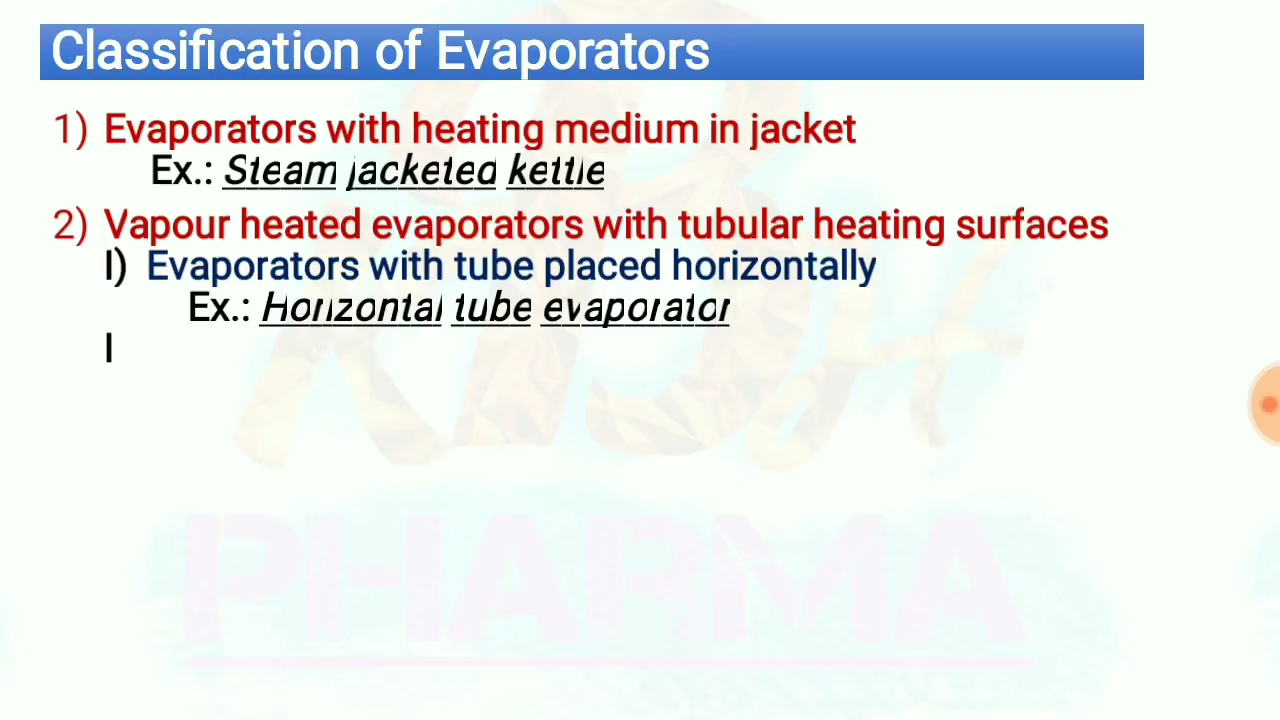 Classification of Evaporators
1) Evaporators with heating medium in jacket
Ex.: Steam jacketed kettle
2) Vapour heated evaporators with tubular heating surfaces
I) Evaporators with tube placed horizontally
Ex.: Horizontal tube evaporator
I
PHARMA